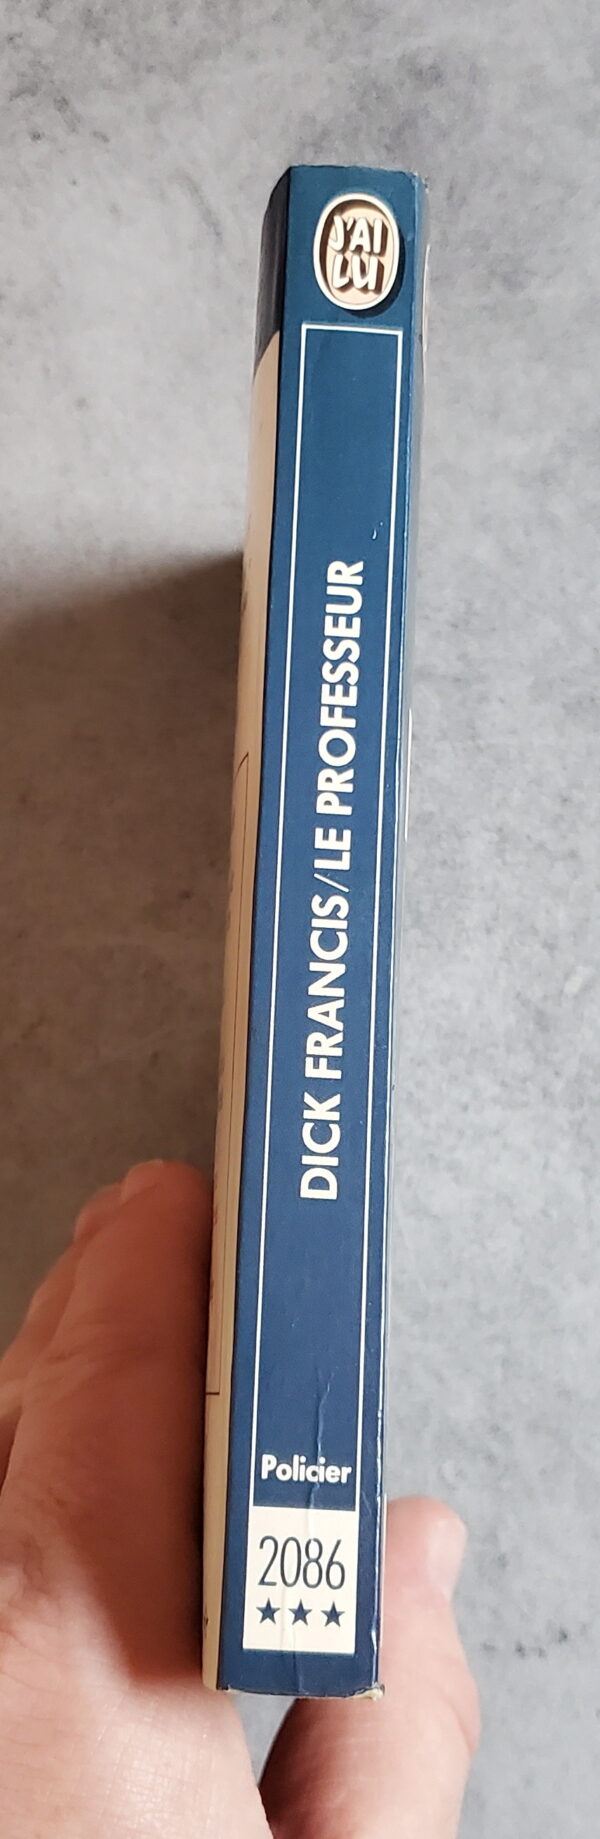 J'AI
LU
DICK FRANCIS/LE PROFESSEUR
Policier
2086
★★★